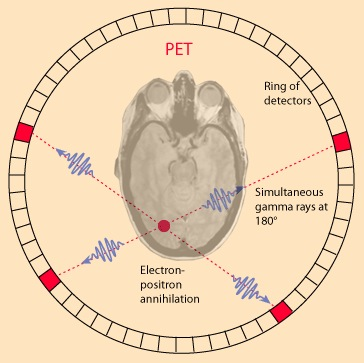 PET
Ring of
detectors
Simultaneous
gamma rays at
180°
Electron-
positron
annihilation